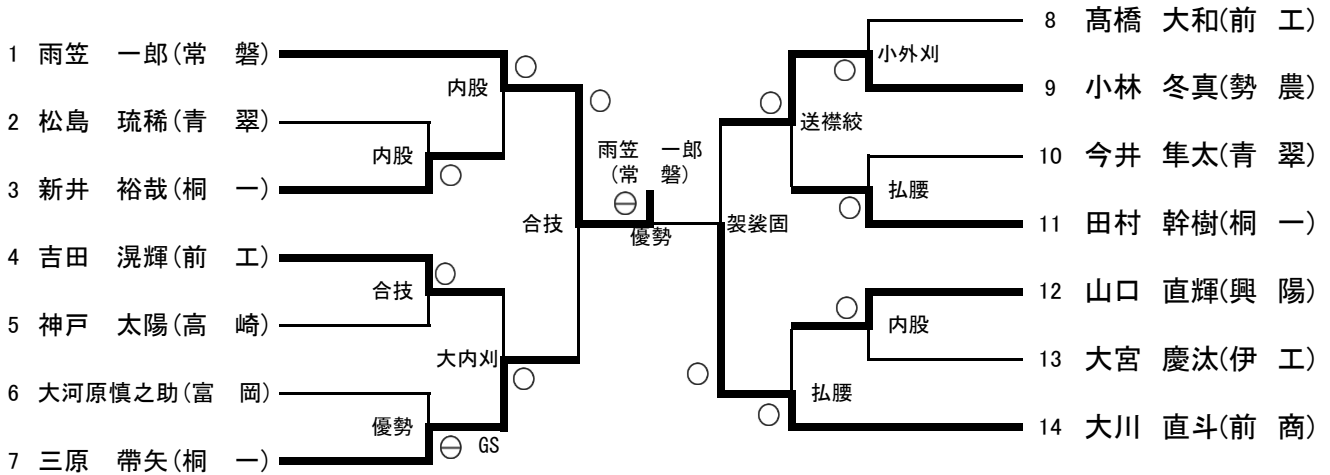 1 雨笠 一郎(常 磐)
内股
2 松島 琉稀(青 翠)
内股
3 新井 裕哉(桐 一)
合技
4 吉田 滉輝(前 工)
合技
5 神戸 太陽(高 崎)
大内刈
6 大河原慎之助(富 岡)
優勢
GS
7 三原 帶矢(桐 一)
雨笠 一郎
(常 磐)
優勢
8 髙橋 大和(前 工)
小外刈
9 小林 冬真(勢 農)
送襟絞
10 今井 隼太(青 翠)
払腰
11 田村 幹樹(桐 一)
袈裟固
12 山口 直輝(興 陽)
内股
13 大宮 慶汰(伊 工)
払腰
14 大川 直斗(前 商)